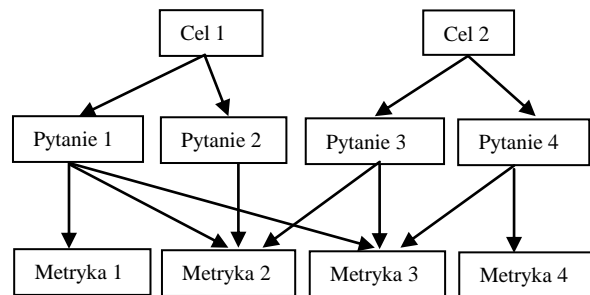 Cel 1
Cel 2
Pytanie 1
Pytanie 2
Pytanie 3
Pytanie 4
Metryka 1
Metryka 2
Metryka 3
Metryka 4